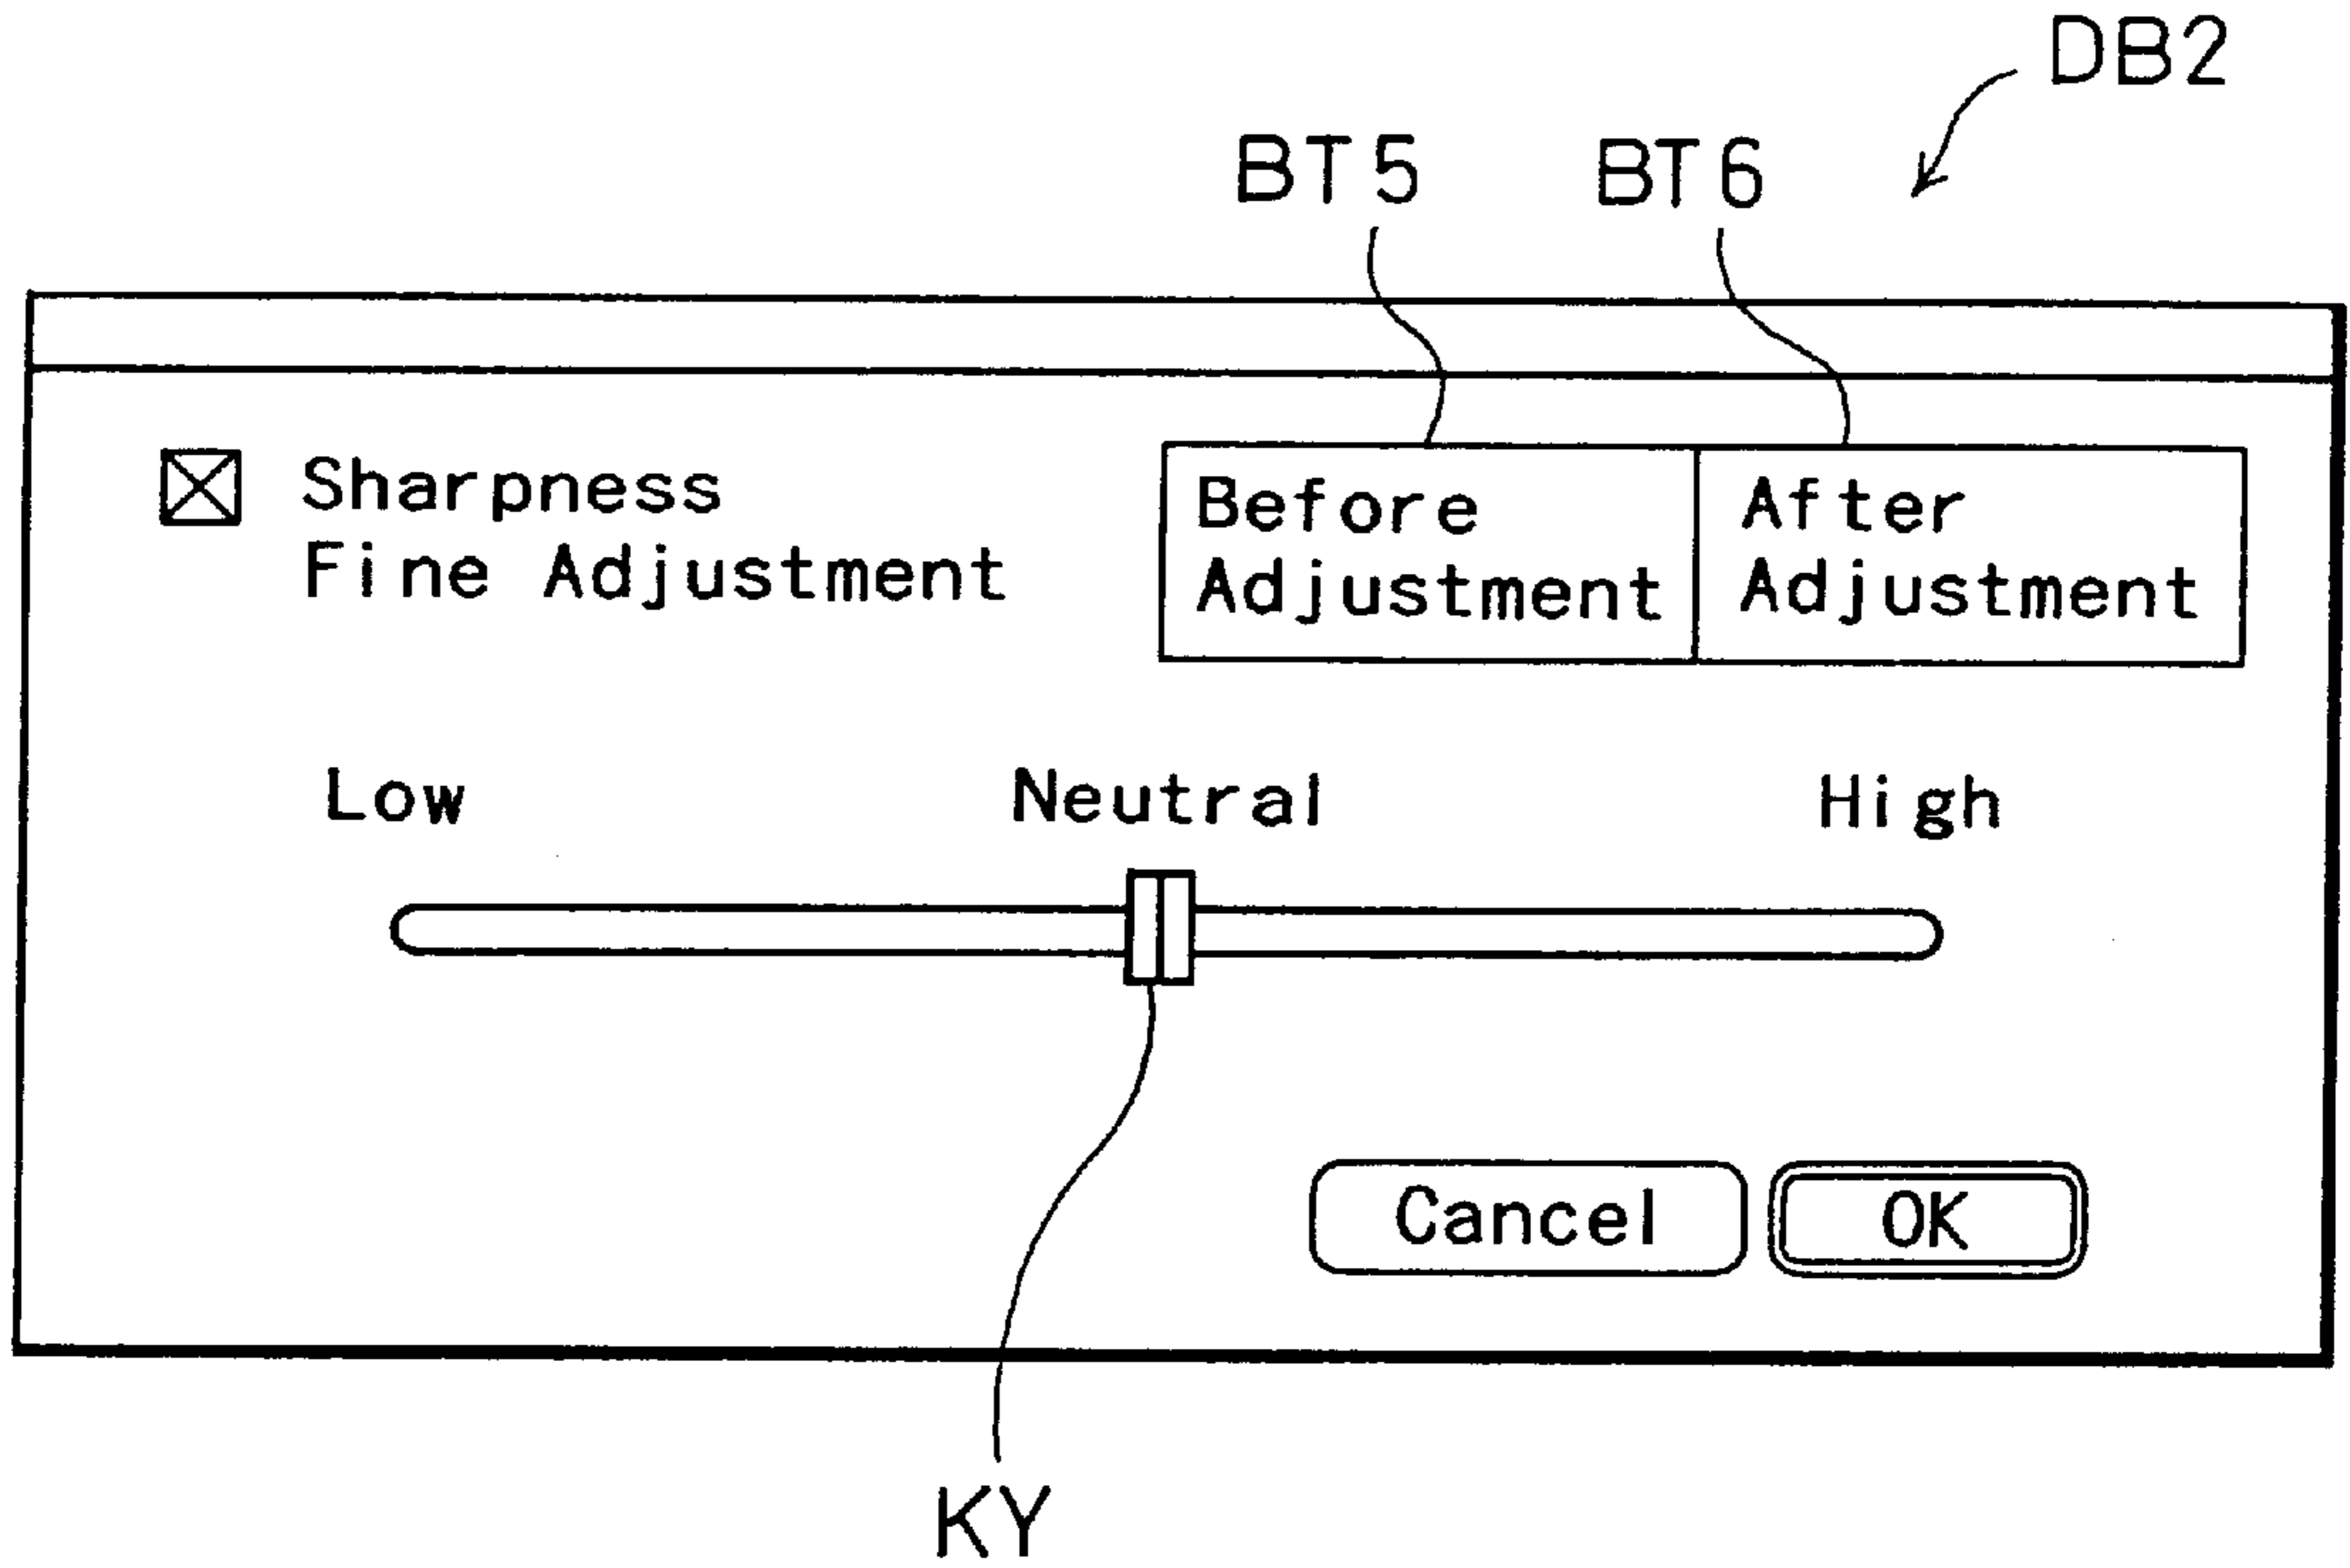 DB2
BT5 BT6
Sharpness
Fine Adjustment
Before
Adjustment
After
Adjustment
Low Neutral High
Cancel OK
KY